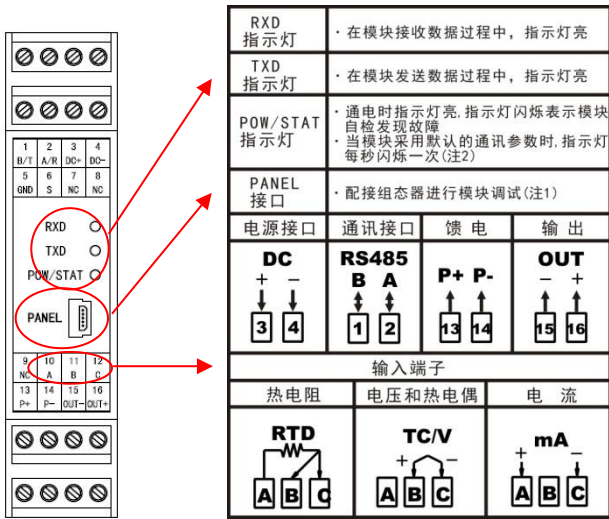 1 2 3 4
B/T A/R DC+ DC-
5 6 7 8
GND S NC NC
RXD
TXD
POW/STAT
PANEL
9 10 11 12
NC A B C
13 14 15 16
P+ P- OUT- OUT+
RXD
指示灯
·在模块接收数据过程中，指示灯亮
TXD
指示灯
·在模块发送数据过程中，指示灯亮
POW/STAT
指示灯
·通电时指示灯亮,指示灯闪烁表示模块
自检发现故障
·当模块采用默认的通讯参数时,指示灯
每秒闪烁一次(注2)
PANEL
接口
·配接组态器进行模块调试(注1)
电源接口 通讯接口 馈 电 输 出
DC RS485 OUT
+ − B A P+ P- − +
3 4 1 2 13 14 15 16
输入端子
热电阻 电压和热电偶 电 流
RTD TC/V mA
+ − + −
A B C A B C A B C